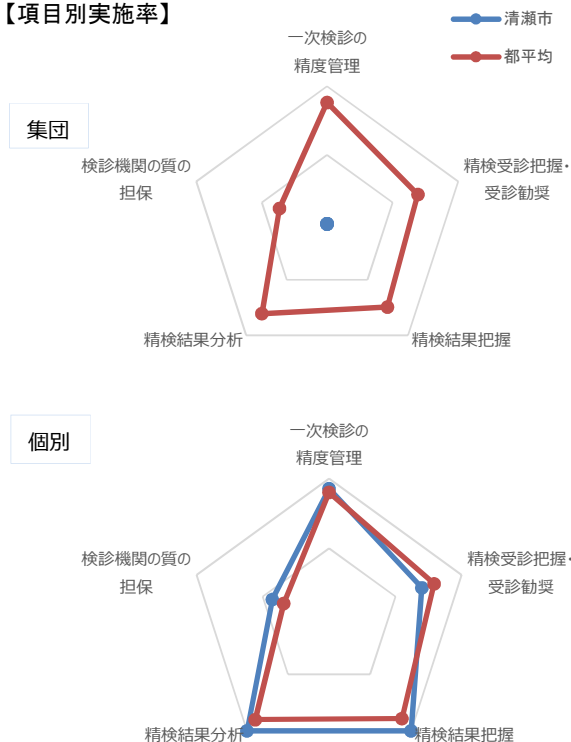 【項目別実施率】
清瀬市
都平均
集団
一次検診の
精度管理
精検受診把握・
受診勧奨
精検結果把握
精検結果分析
検診機関の質の
担保
個別
一次検診の
精度管理
精検受診把握・
受診勧奨
精検結果把握
精検結果分析
検診機関の質の
担保